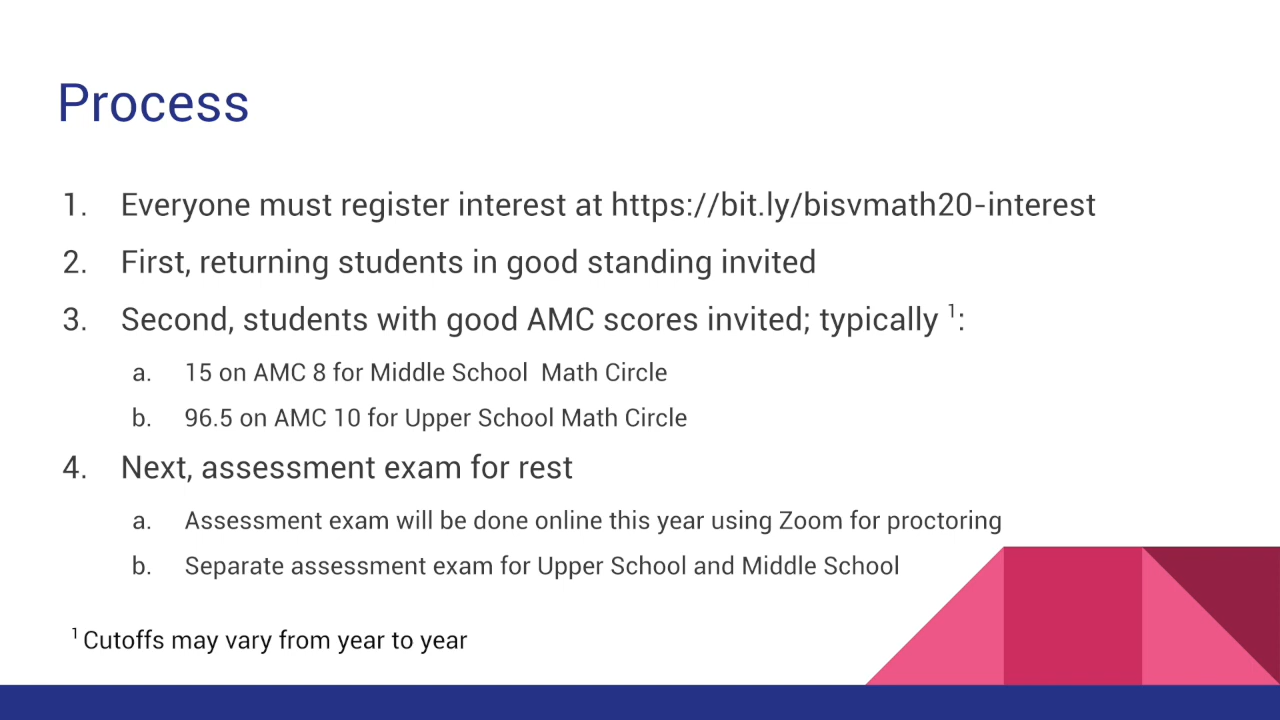 Process
1. Everyone must register interest at https://bit.ly/bisvmath20-interest
2. First, returning students in good standing invited
3. Second, students with good AMC scores invited; typically ¹:
a. 15 on AMC 8 for Middle School  Math Circle
b. 96.5 on AMC 10 for Upper School Math Circle
4. Next, assessment exam for rest
a. Assessment exam will be done online this year using Zoom for proctoring
b. Separate assessment exam for Upper School and Middle School
¹ Cutoffs may vary from year to year